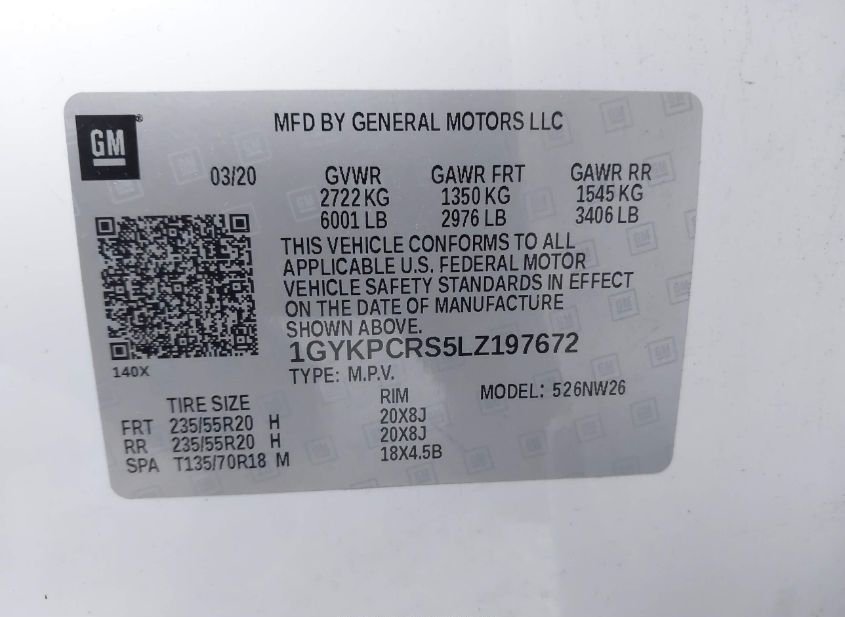 GM
MFD BY GENERAL MOTORS LLC
03/20 GVWR GAWR FRT GAWR RR
2722 KG 1350 KG 1545 KG
6001 LB 2976 LB 3406 LB
THIS VEHICLE CONFORMS TO ALL
APPLICABLE U.S. FEDERAL MOTOR
VEHICLE SAFETY STANDARDS IN EFFECT
ON THE DATE OF MANUFACTURE
SHOWN ABOVE.
1GYKPCRS5LZ197672
140X
TYPE: M.P.V. MODEL: 526NW26
TIRE SIZE RIM
FRT 235/55R20 H 20X8J
RR 235/55R20 H 20X8J
SPA T135/70R18 M 18X4.5B